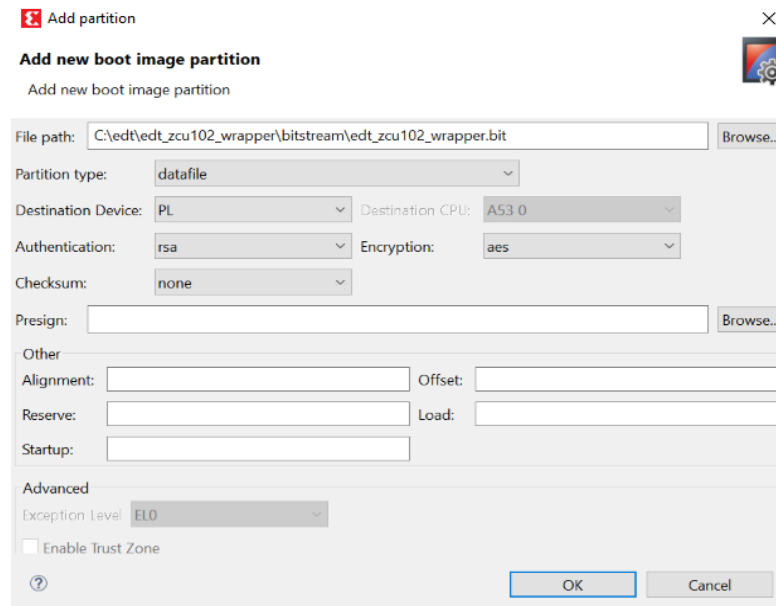 Add partition
Add new boot image partition
Add new boot image partition
File path: C:\edt\edt_zcu102_wrapper\bitstream\edt_zcu102_wrapper.bit Browse...
Partition type: datafile
Destination Device: PL Destination CPU: A53 0
Authentication: rsa Encryption: aes
Checksum: none
Presign: Browse...
Other
Alignment: Offset:
Reserve: Load:
Startup:
Advanced
Exception Level EL0
Enable Trust Zone
? OK Cancel